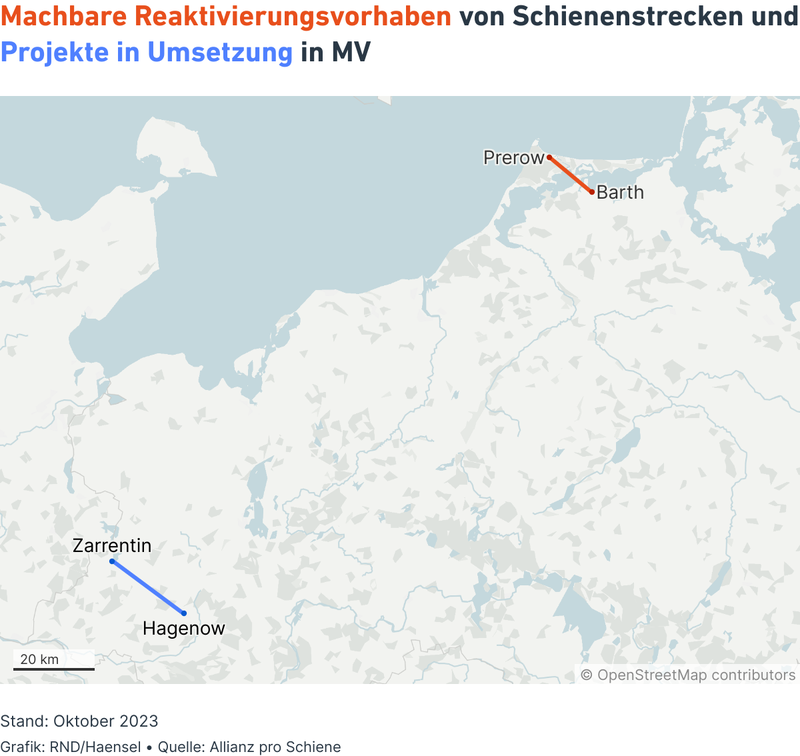 Machbare Reaktivierungsvorhaben von Schienenstrecken und
Projekte in Umsetzung in MV
Prerow
Barth
Zarrentin
Hagenow
20 km
© OpenStreetMap contributors
Stand: Oktober 2023
Grafik: RND/Haensel • Quelle: Allianz pro Schiene